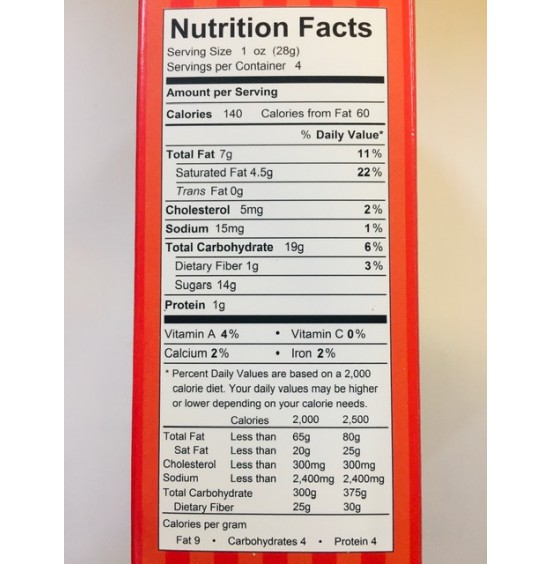 Nutrition Facts
Serving Size 1 oz (28g)
Servings per Container 4
Amount per Serving
Calories 140 Calories from Fat 60
% Daily Value*
Total Fat 7g 11%
Saturated Fat 4.5g 22%
Trans Fat 0g
Cholesterol 5mg 2%
Sodium 15mg 1%
Total Carbohydrate 19g 6%
Dietary Fiber 1g 3%
Sugars 14g
Protein 1g
Vitamin A 4% • Vitamin C 0%
Calcium 2% • Iron 2%
* Percent Daily Values are based on a 2,000
calorie diet. Your daily values may be higher
or lower depending on your calorie needs.
Calories 2,000 2,500
Total Fat Less than 65g 80g
Sat Fat Less than 20g 25g
Cholesterol Less than 300mg 300mg
Sodium Less than 2,400mg 2,400mg
Total Carbohydrate 300g 375g
Dietary Fiber 25g 30g
Calories per gram
Fat 9 • Carbohydrates 4 • Protein 4